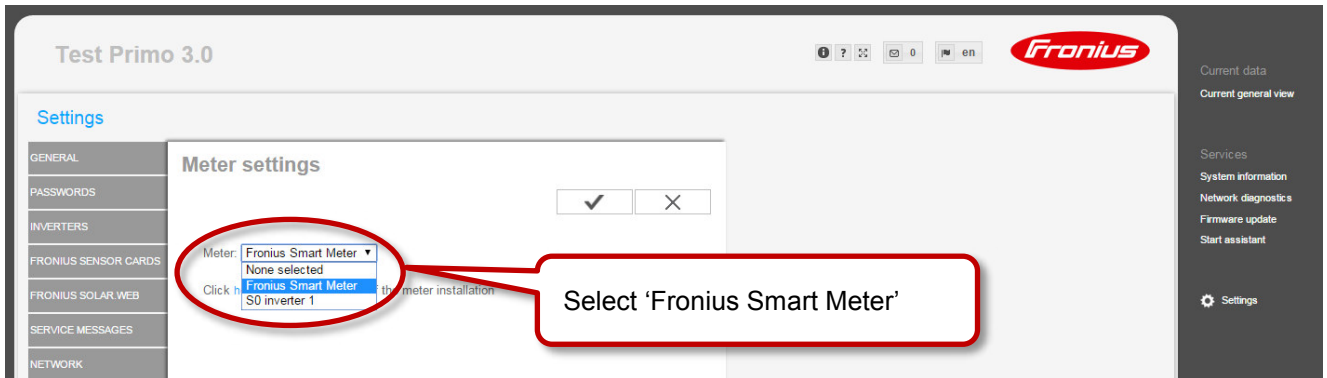 Test Primo 3.0
i ? 0 en
Fronius
Settings
GENERAL
PASSWORDS
INVERTERS
FRONIUS SENSOR CARDS
FRONIUS SOLAR.WEB
SERVICE MESSAGES
NETWORK
Meter settings
Meter: Fronius Smart Meter
None selected
Fronius Smart Meter
S0 inverter 1
Click the meter installation
Select ‘Fronius Smart Meter’
Current data
Current general view
Services
System information
Network diagnostics
Firmware update
Start assistant
Settings